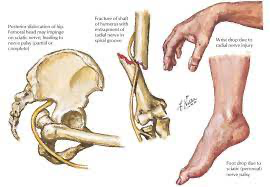 Posterior dislocation of hip.
Femoral head may impinge
on sciatic nerve, leading to
nerve palsy (partial or
complete)
Fracture of shaft
of humerus with
entrapment of
radial nerve in
spiral groove
Wrist drop due to
radial nerve injury
Foot drop due to
sciatic (peroneal)
nerve palsy